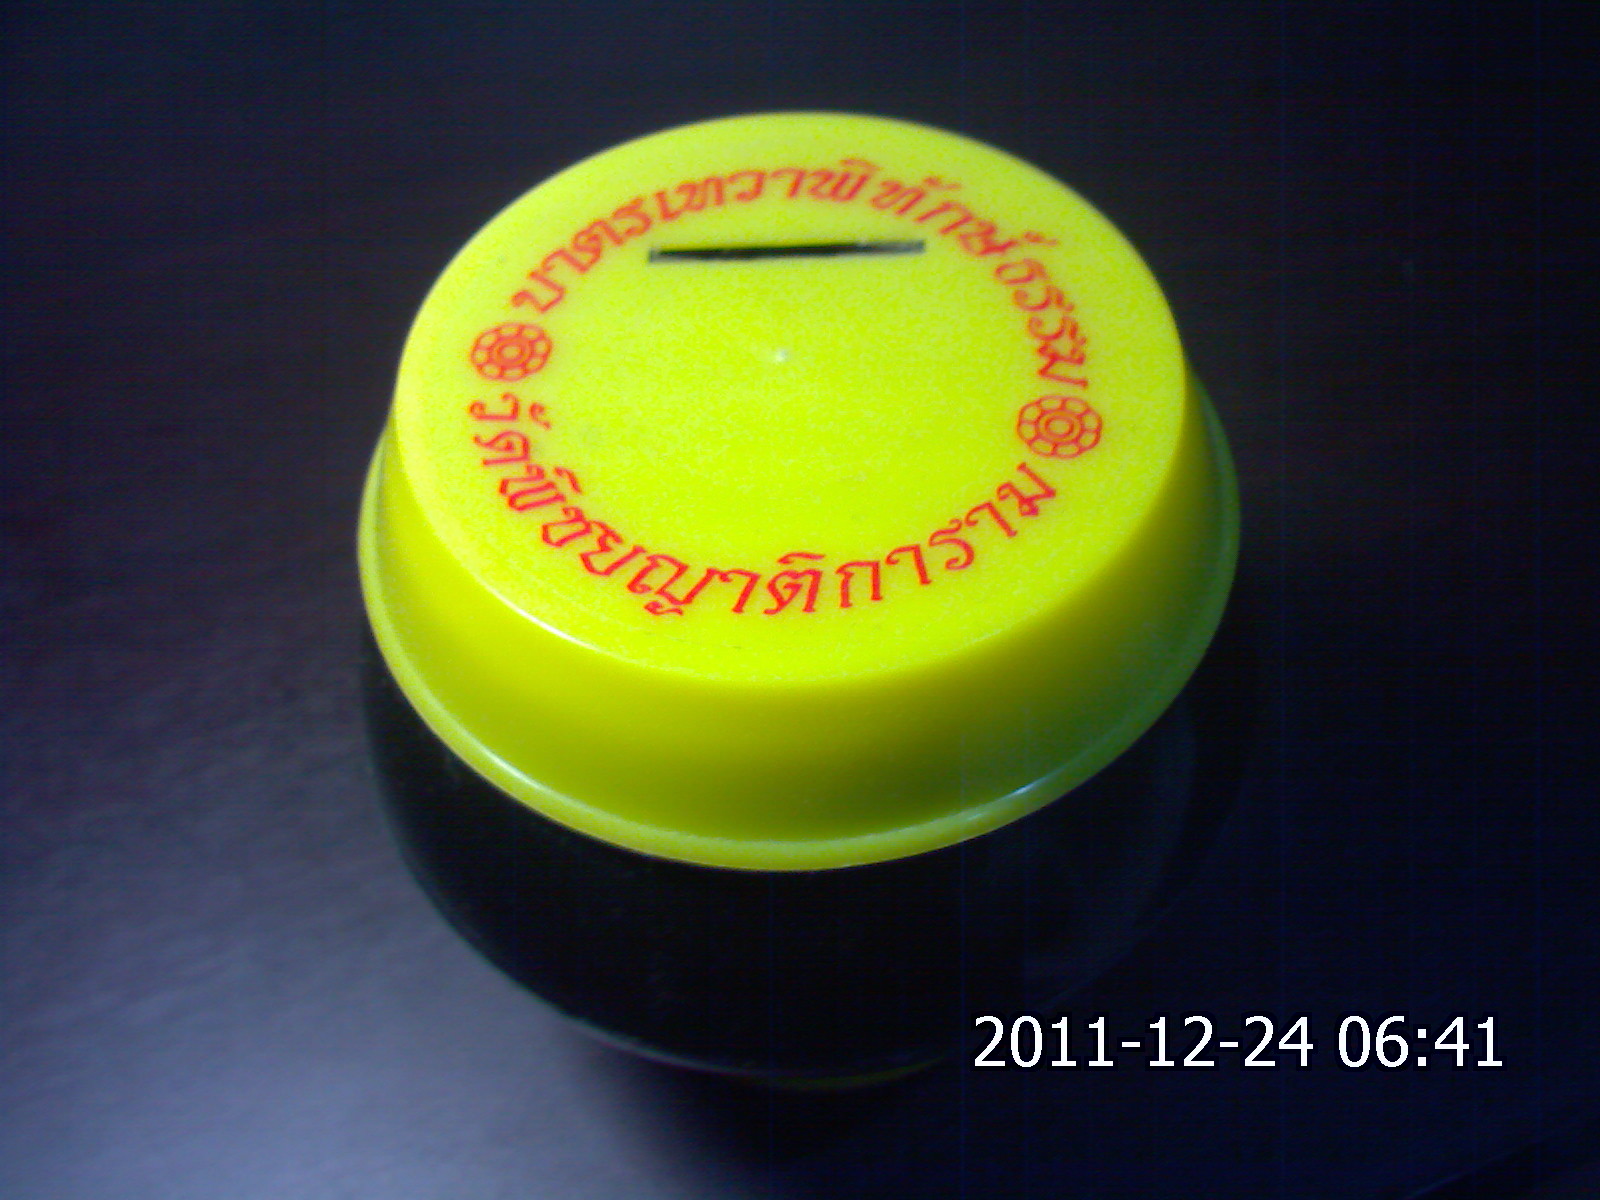 บาตรเทวาพิทักษ์ธรรม
วัดพิชยญาติการาม
2011-12-24 06:41